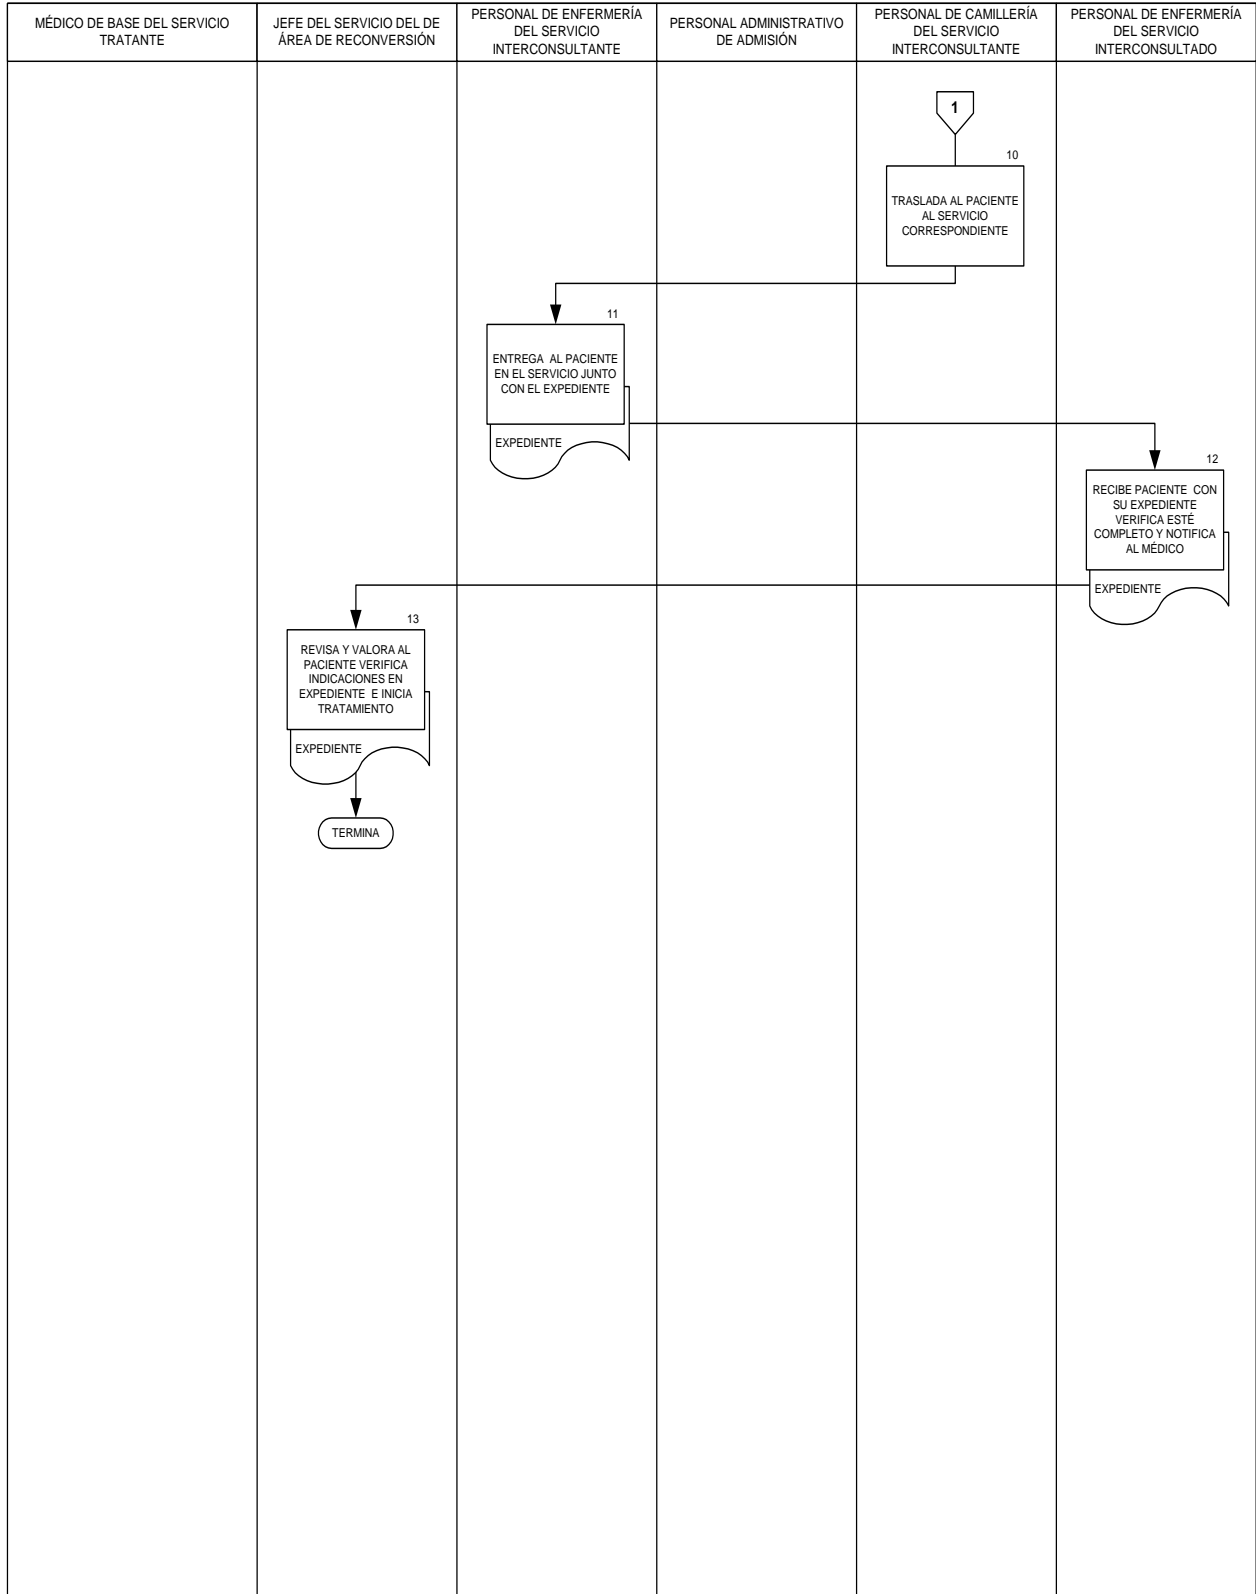 MÉDICO DE BASE DEL SERVICIO
TRATANTE
JEFE DEL SERVICIO DEL DE
ÁREA DE RECONVERSIÓN
PERSONAL DE ENFERMERÍA
DEL SERVICIO
INTERCONSULTANTE
PERSONAL ADMINISTRATIVO
DE ADMISIÓN
PERSONAL DE CAMILLERÍA
DEL SERVICIO
INTERCONSULTANTE
PERSONAL DE ENFERMERÍA
DEL SERVICIO
INTERCONSULTADO
1
10
TRASLADA AL PACIENTE
AL SERVICIO
CORRESPONDIENTE
11
ENTREGA AL PACIENTE
EN EL SERVICIO JUNTO
CON EL EXPEDIENTE
EXPEDIENTE
12
RECIBE PACIENTE CON
SU EXPEDIENTE
VERIFICA ESTÉ
COMPLETO Y NOTIFICA
AL MÉDICO
EXPEDIENTE
13
REVISA Y VALORA AL
PACIENTE VERIFICA
INDICACIONES EN
EXPEDIENTE E INICIA
TRATAMIENTO
EXPEDIENTE
TERMINA